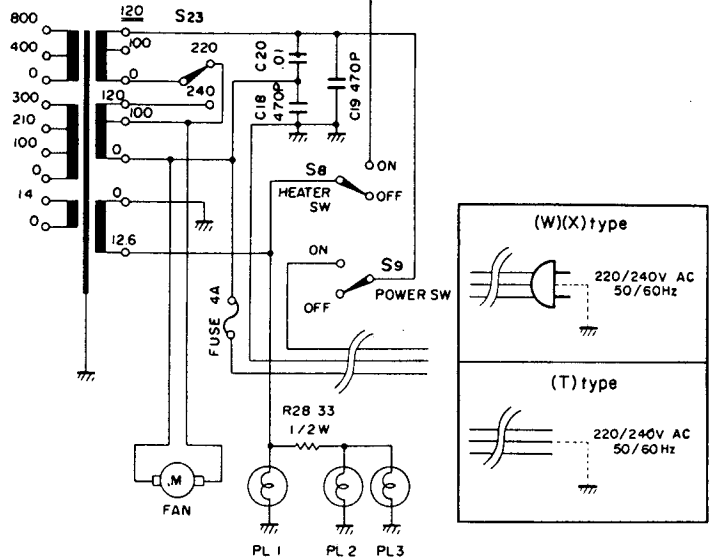 800
400
0
300
210
100
0
14
0
120
S23
100
0
220
240
120
100
0
0
12.6
C20
.01
C18
470P
C19 470P
S8
HEATER
SW
ON
OFF
ON
S9
OFF
POWER SW
FUSE 4A
R28 33
1/2W
M
FAN
PL 1
PL 2
PL3
(W)(X) type
220/240V AC
50/60Hz
(T) type
220/240V AC
50/60Hz